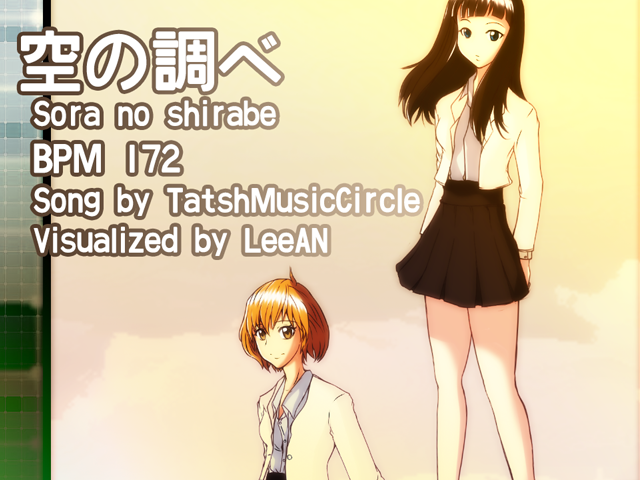 空の調べ
Sora no shirabe
BPM 172
Song by TatshMusicCircle
Visualized by LeeAN